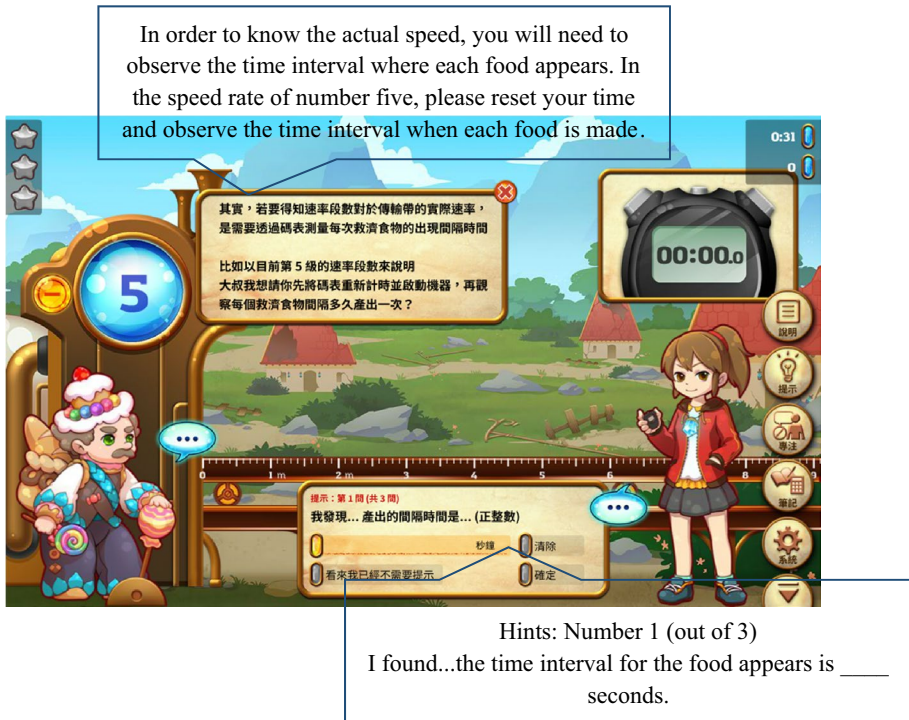 In order to know the actual speed, you will need to
observe the time interval where each food appears. In
the speed rate of number five, please reset your time
and observe the time interval when each food is made.
0:31
0
其實，若要得知速率段數對於傳輸帶的實際速率，
是需要透過碼表測量每次救濟食物的出現間隔時間
比如以目前第 5 級的速率段數來說明
大叔我想請你先將碼表重新計時並啟動機器，再觀
察每個救濟食物間隔多久產出一次？
5
00:00.0
說明
提示
專注
筆記
系統
0 1 m 2 m 3 4 5 6 9
提示：第 1 問 (共 3 問)
我發現... 產出的間隔時間是... (正整數)
秒鐘
清除
看來我已經不需要提示
確定
Hints: Number 1 (out of 3)
I found...the time interval for the food appears is ____
seconds.